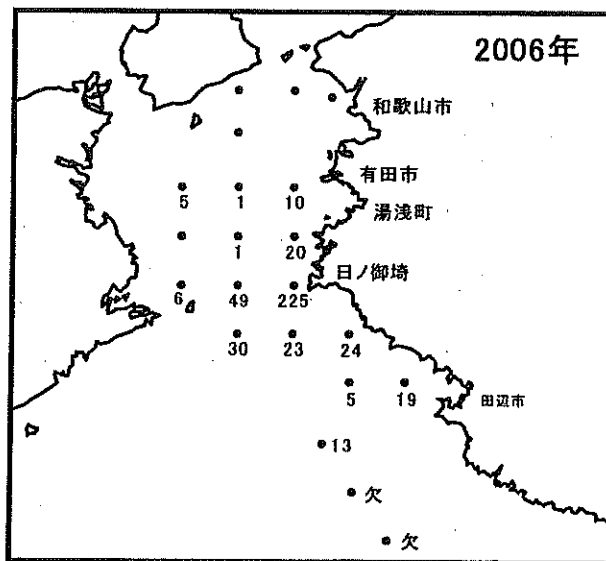 2006年
和歌山市
有田市
5 1 10
湯浅町
1 20
日ノ御埼
6 49 225
30 23 24
5 19
田辺市
13
欠
欠